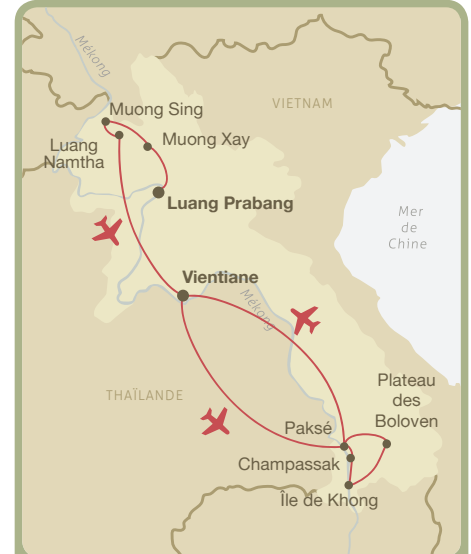 Mékong
VIETNAM
Muong Sing
Muong Xay
Luang
Namtha
Luang Prabang
Mer
de
Chine
Vientiane
Mékong
THAÏLANDE
Plateau
des
Boloven
Paksé
Champassak
Île de Khong